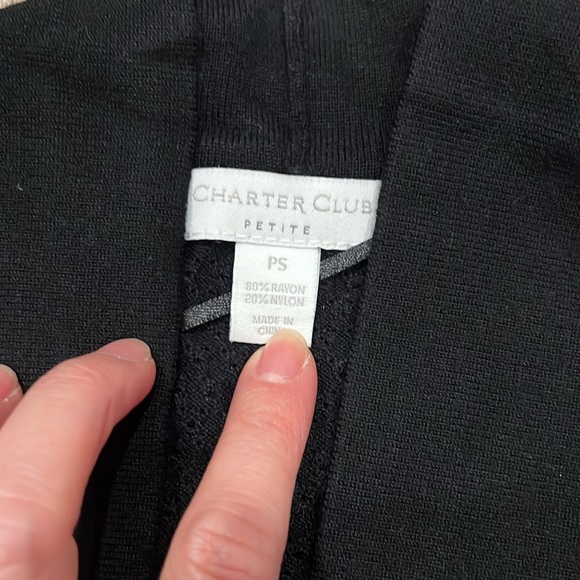 CHARTER CLUB
PETITE
PS
80% RAYON
20% NYLON
MADE IN
CHINA